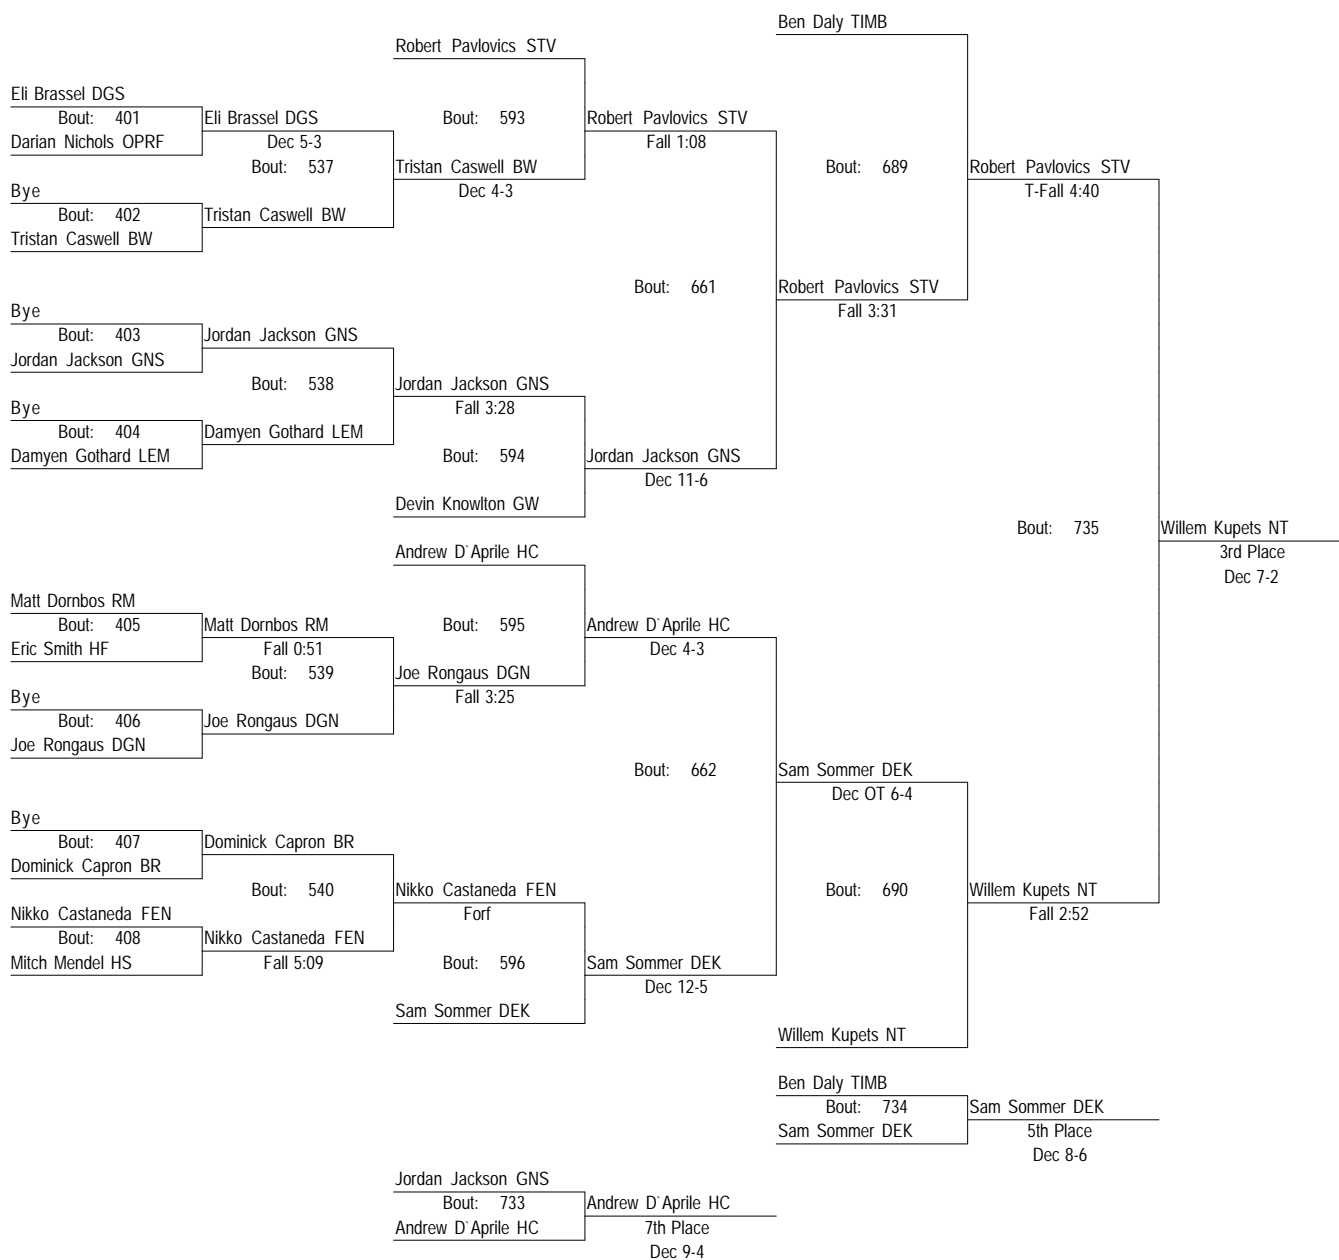 Ben Daly TIMB
Robert Pavlovics STV
Eli Brassel DGS
Bout: 401
Eli Brassel DGS
Bout: 593
Robert Pavlovics STV
Darian Nichols OPRF
Dec 5-3
Fall 1:08
Bout: 537
Tristan Caswell BW
Bout: 689
Robert Pavlovics STV
Bye
Dec 4-3
T-Fall 4:40
Bout: 402
Tristan Caswell BW
Tristan Caswell BW
Bout: 661
Robert Pavlovics STV
Bye
Fall 3:31
Bout: 403
Jordan Jackson GNS
Jordan Jackson GNS
Bout: 538
Jordan Jackson GNS
Bye
Fall 3:28
Bout: 404
Damyen Gothard LEM
Damyen Gothard LEM
Bout: 594
Jordan Jackson GNS
Dec 11-6
Devin Knowlton GW
Bout: 735
Willem Kupets NT
Andrew D`Aprile HC
3rd Place
Dec 7-2
Matt Dornbos RM
Bout: 405
Matt Dornbos RM
Bout: 595
Andrew D`Aprile HC
Eric Smith HF
Fall 0:51
Dec 4-3
Bout: 539
Joe Rongaus DGN
Bye
Fall 3:25
Bout: 406
Joe Rongaus DGN
Joe Rongaus DGN
Bout: 662
Sam Sommer DEK
Dec OT 6-4
Bye
Bout: 407
Dominick Capron BR
Dominick Capron BR
Bout: 540
Nikko Castaneda FEN
Bout: 690
Willem Kupets NT
Nikko Castaneda FEN
Forf
Fall 2:52
Bout: 408
Nikko Castaneda FEN
Mitch Mendel HS
Fall 5:09
Bout: 596
Sam Sommer DEK
Dec 12-5
Sam Sommer DEK
Willem Kupets NT
Ben Daly TIMB
Bout: 734
Sam Sommer DEK
Sam Sommer DEK
5th Place
Dec 8-6
Jordan Jackson GNS
Bout: 733
Andrew D`Aprile HC
Andrew D`Aprile HC
7th Place
Dec 9-4